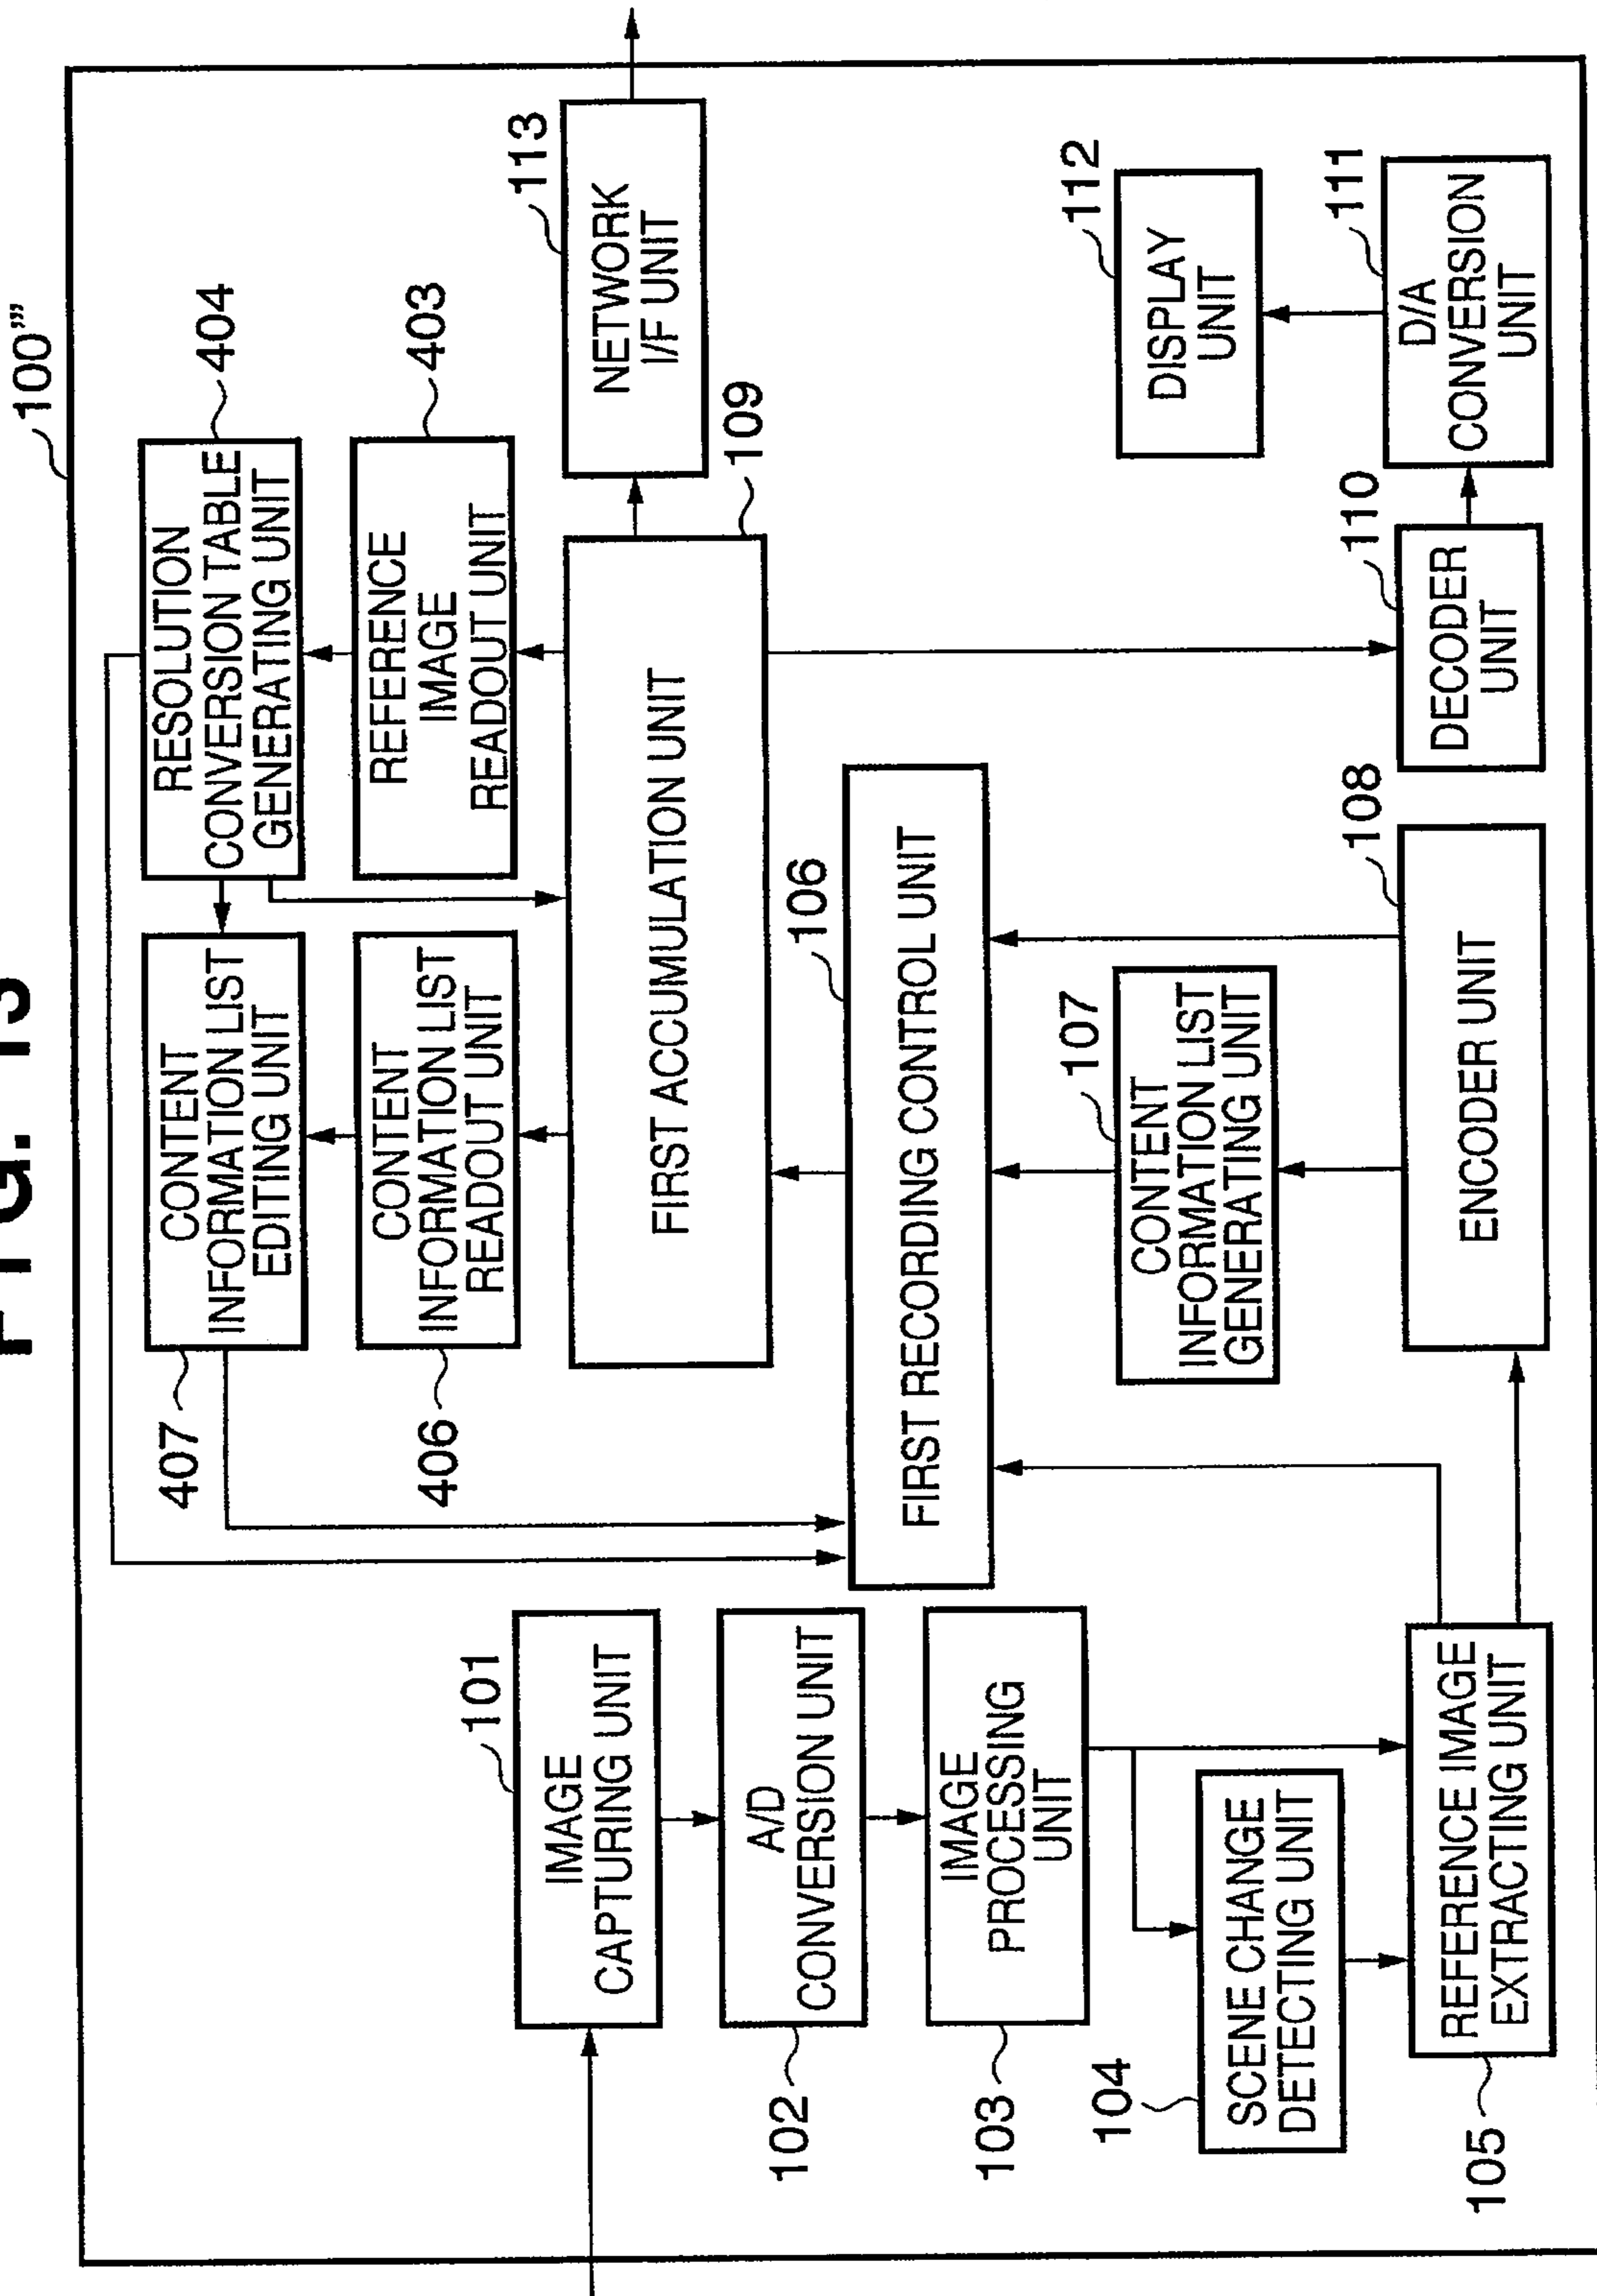 100'''
407
CONTENT
INFORMATION LIST
EDITING UNIT
RESOLUTION
CONVERSION TABLE
GENERATING UNIT
404
406
CONTENT
INFORMATION LIST
READOUT UNIT
REFERENCE
IMAGE
READOUT UNIT
403
101
IMAGE
CAPTURING UNIT
FIRST ACCUMULATION UNIT
109
NETWORK
I/F UNIT
113
102
A/D
CONVERSION UNIT
106
FIRST RECORDING CONTROL UNIT
103
IMAGE
PROCESSING
UNIT
107
CONTENT
INFORMATION LIST
GENERATING UNIT
112
DISPLAY
UNIT
104
SCENE CHANGE
DETECTING UNIT
105
REFERENCE IMAGE
EXTRACTING UNIT
108
ENCODER UNIT
110
DECODER
UNIT
111
D/A
CONVERSION
UNIT